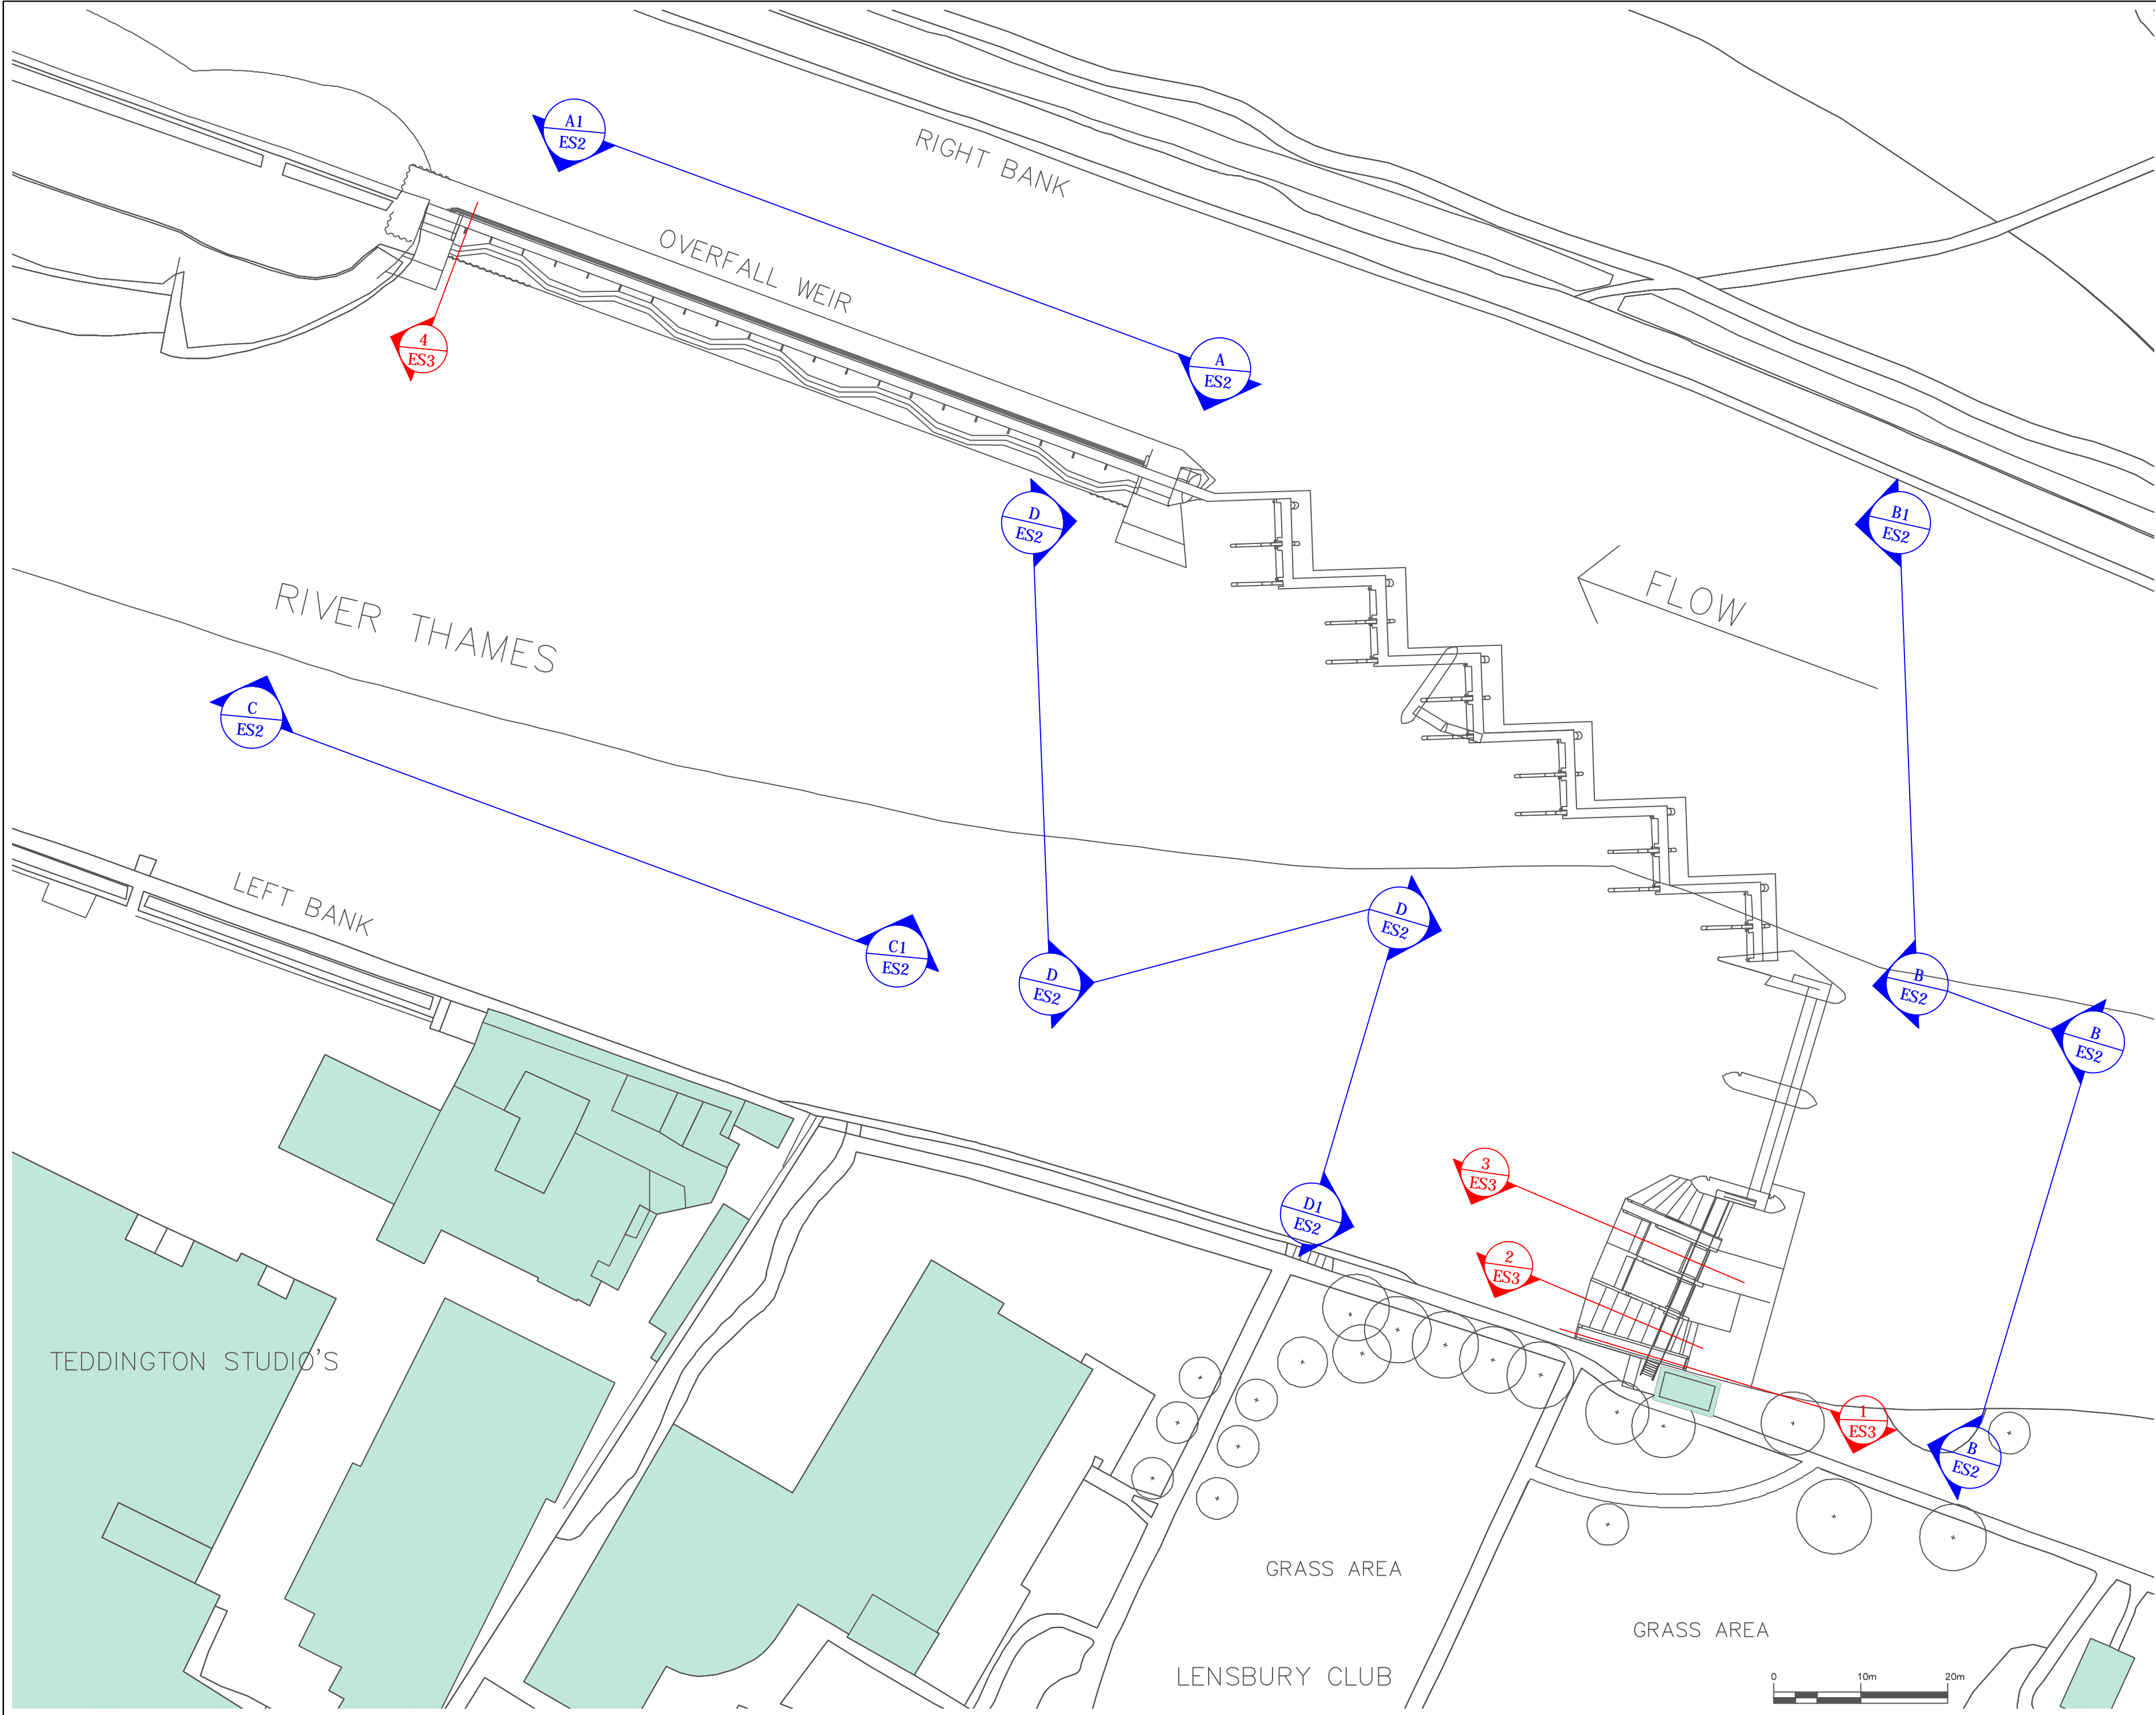 A1
ES2
RIGHT BANK
OVERFALL WEIR
4
ES3
A
ES2
D
ES2
B1
ES2
FLOW
RIVER THAMES
C
ES2
LEFT BANK
C1
ES2
D
ES2
D
ES2
B
ES2
B
ES2
3
ES3
D1
ES2
2
ES3
TEDDINGTON STUDIO'S
1
ES3
B
ES2
GRASS AREA
GRASS AREA
LENSBURY CLUB
0 10m 20m